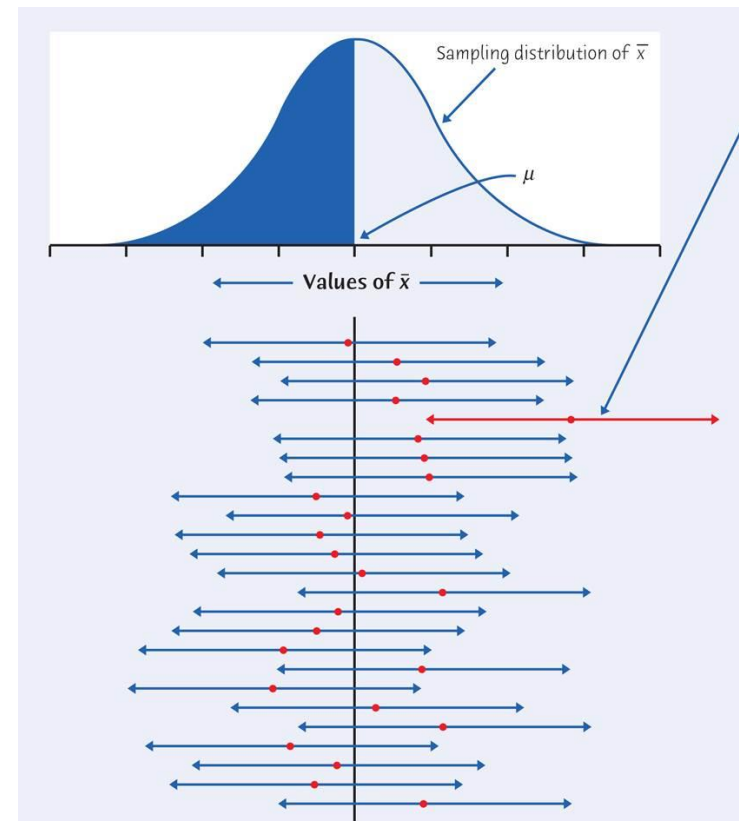 Sampling distribution of x̄
μ
Values of x̄